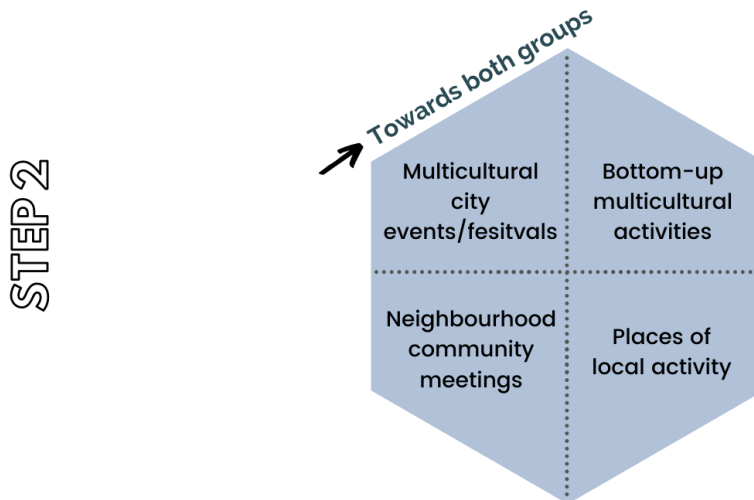 STEP 2
Towards both groups
Multicultural
city
events/fesitvals
Bottom-up
multicultural
activities
Neighbourhood
community
meetings
Places of
local activity